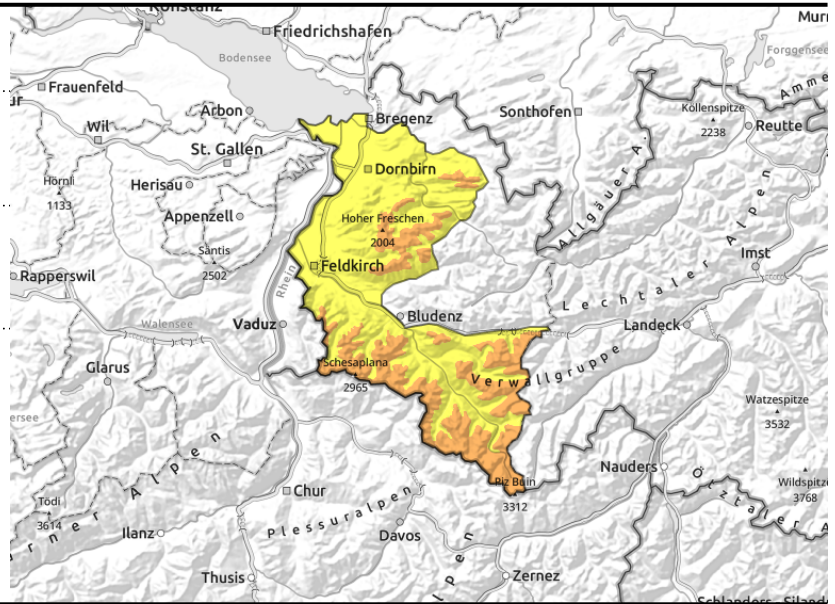 Konstanz
Friedrichshafen
Bodensee
Forggensee
Frauenfeld
Arbon
Bregenz
Sonthofen
Köllenspitze
2238
Reutte
Wil
St. Gallen
Dornbirn
Hörnli
1133
Herisau
Appenzell
Hoher Freschen
2004
Allgäuer A.
Säntis
2502
Imst
Rapperswil
Rhein
Feldkirch
Lechtaler Alpen
Walensee
Vaduz
Bludenz
Landeck
Glarus
Schesaplana
2965
Verwallgruppe
Watzespitze
3532
Nauders
Piz Buin
3312
Wildspitze
3768
Chur
Plessuralpen
Tödi
3614
Ilanz
Davos
Thusis
Zernez